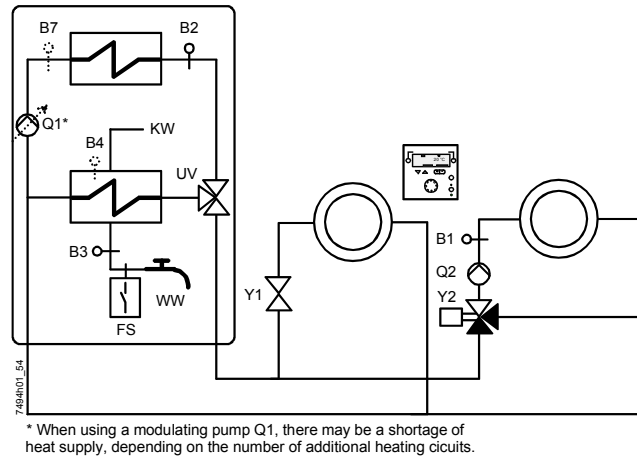 B7
B2
Q1*
KW
B4
UV
B3
B1
Q2
Y1
Y2
WW
FS
7494h01_54
20 °C
* When using a modulating pump Q1, there may be a shortage of
heat supply, depending on the number of additional heating cicuits.